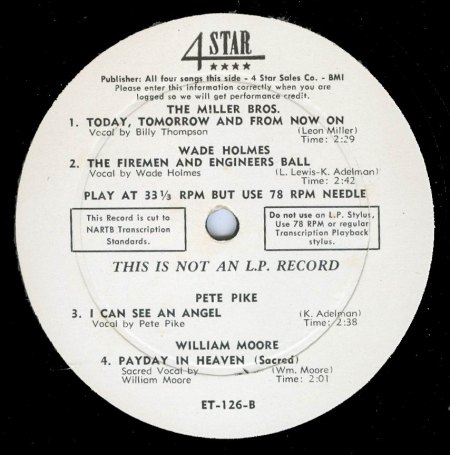 4 STAR
★★★★
Publisher: All four songs this side - 4 Star Sales Co. - BMI
Please enter this information correctly when you are
logged so we will get performance credit.
THE MILLER BROS.
1. TODAY, TOMORROW AND FROM NOW ON
Vocal by Billy Thompson (Leon Miller)
Time: 2:29
WADE HOLMES
2. THE FIREMEN AND ENGINEERS BALL
Vocal by Wade Holmes (L. Lewis-K. Adelman)
Time: 2:42
PLAY AT 33⅓ RPM BUT USE 78 RPM NEEDLE
This Record is cut to
NARTB Transcription
Standards.
Do not use an L.P. Stylus,
Use 78 RPM or regular
Transcription Playback
stylus.
THIS IS NOT AN L.P. RECORD
PETE PIKE
3. I CAN SEE AN ANGEL (K. Adelman)
Vocal by Pete Pike Time: 2:38
WILLIAM MOORE
4. PAYDAY IN HEAVEN (Sacred)
Sacred Vocal by (Wm. Moore)
William Moore Time: 2:01
ET-126-B